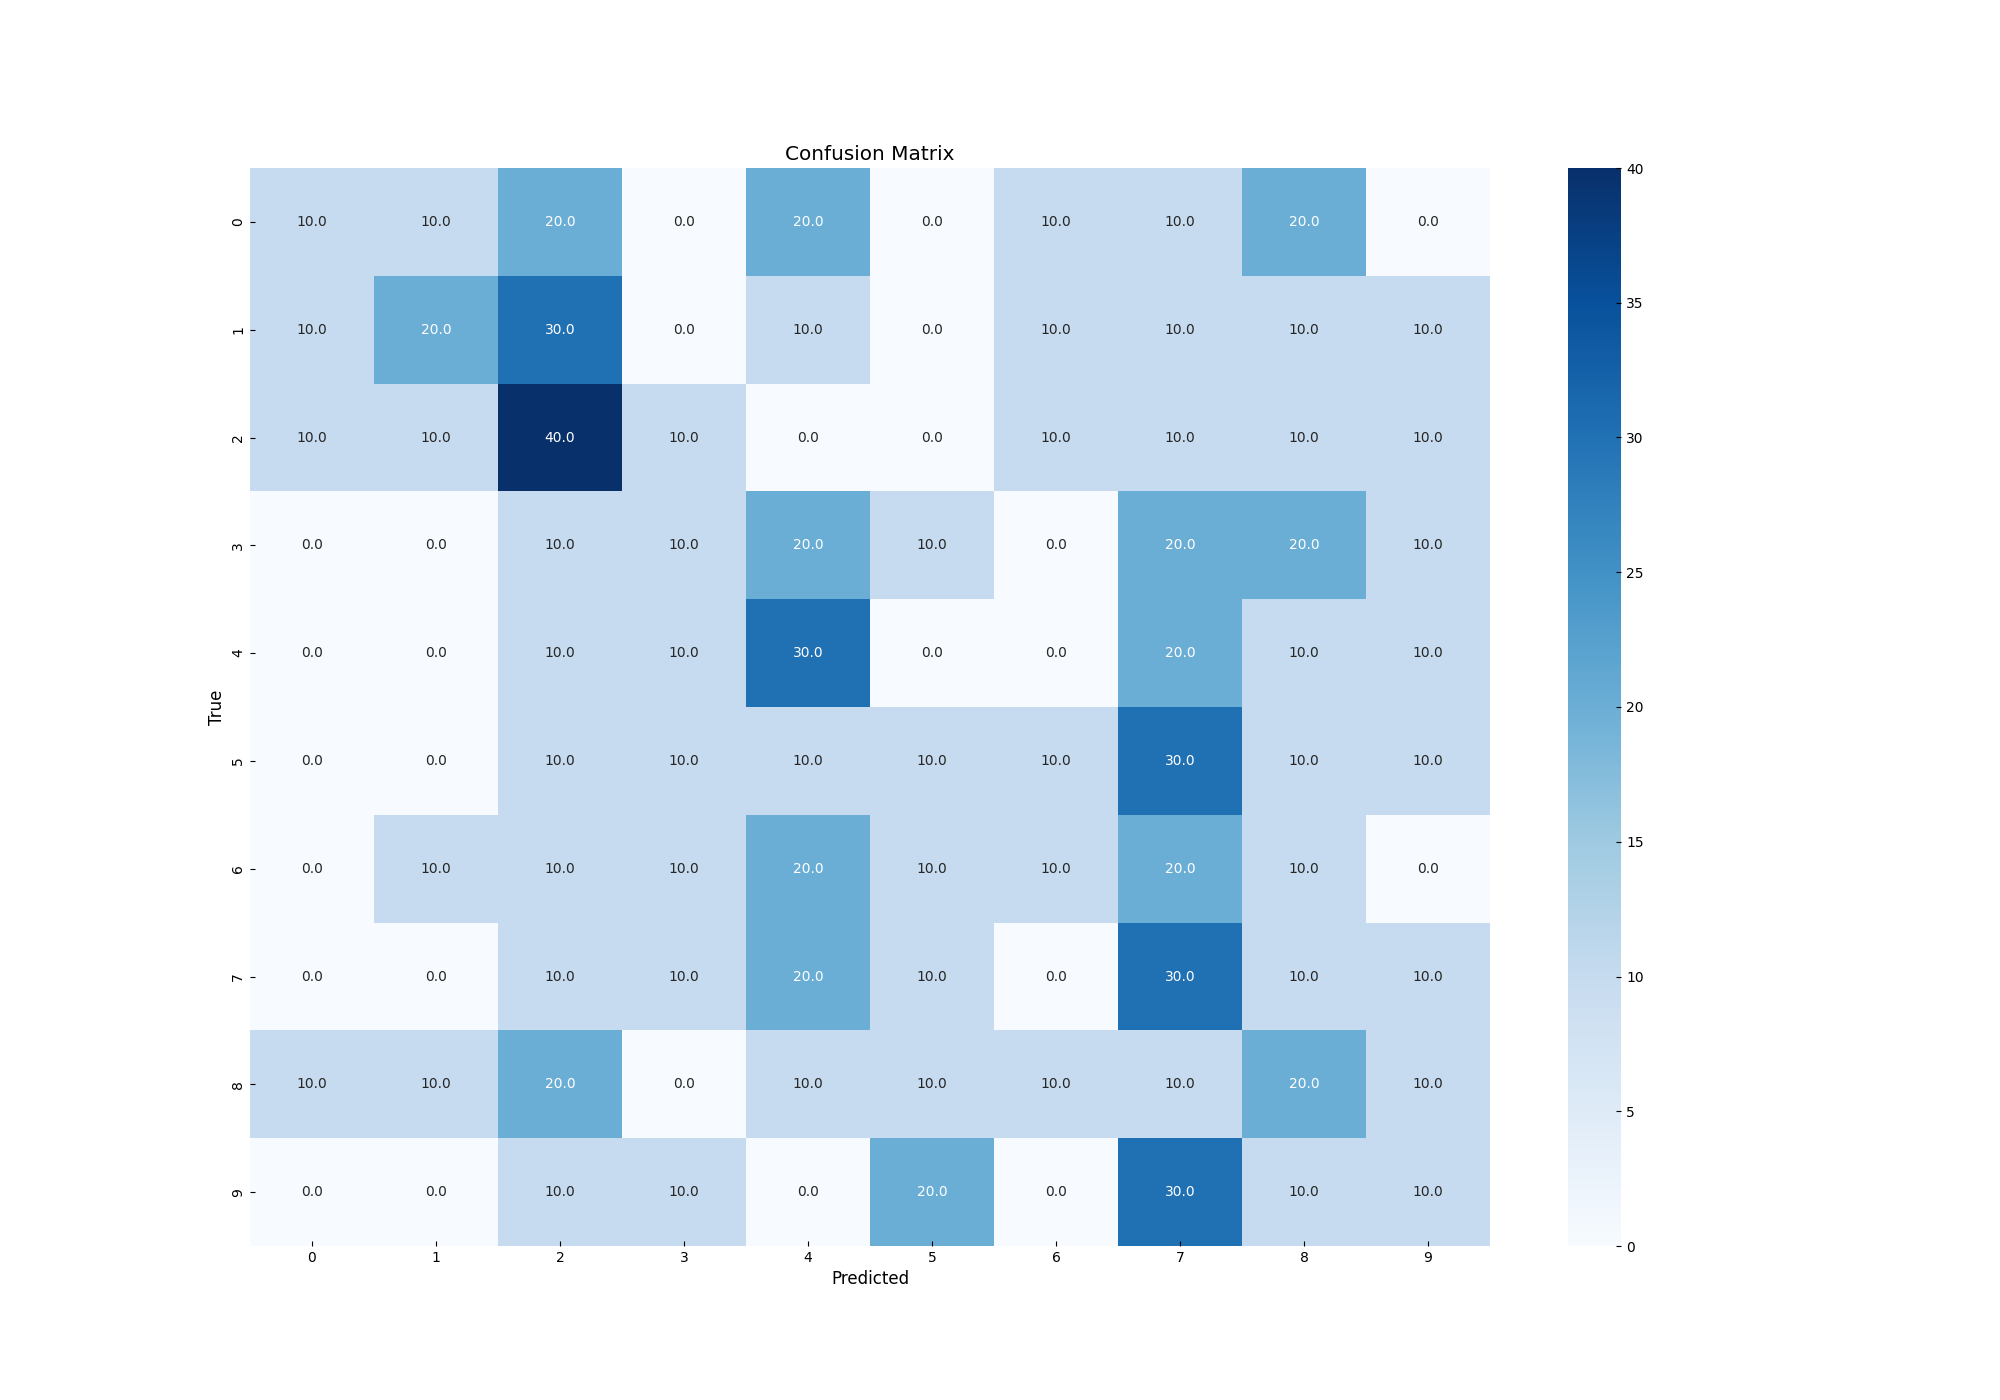 Confusion Matrix
0 10.0 10.0 20.0 0.0 20.0 0.0 10.0 10.0 20.0 0.0
1 10.0 20.0 30.0 0.0 10.0 0.0 10.0 10.0 10.0 10.0
2 10.0 10.0 40.0 10.0 0.0 0.0 10.0 10.0 10.0 10.0
3 0.0 0.0 10.0 10.0 20.0 10.0 0.0 20.0 20.0 10.0
4 0.0 0.0 10.0 10.0 30.0 0.0 0.0 20.0 10.0 10.0
True
5 0.0 0.0 10.0 10.0 10.0 10.0 10.0 30.0 10.0 10.0
6 0.0 10.0 10.0 10.0 20.0 10.0 10.0 20.0 10.0 0.0
7 0.0 0.0 10.0 10.0 20.0 10.0 0.0 30.0 10.0 10.0
8 10.0 10.0 20.0 0.0 10.0 10.0 10.0 10.0 20.0 10.0
9 0.0 0.0 10.0 10.0 0.0 20.0 0.0 30.0 10.0 10.0
0 1 2 3 4 5 6 7 8 9
Predicted
40
35
30
25
20
15
10
5
0